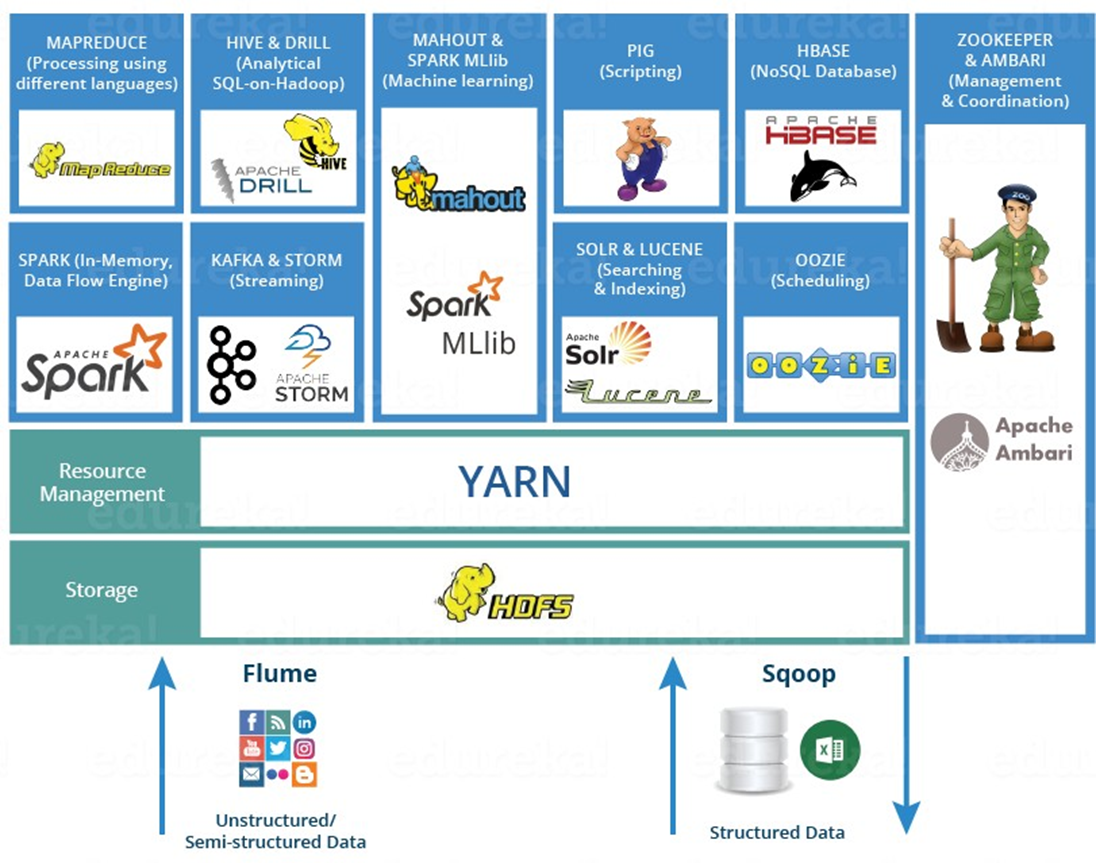 MAPREDUCE
(Processing using
different languages)
Map Reduce
HIVE & DRILL
(Analytical
SQL-on-Hadoop)
HIVE
APACHE
DRILL
MAHOUT &
SPARK MLlib
(Machine learning)
mahout
Spark
MLlib
PIG
(Scripting)
HBASE
(NoSQL Database)
APACHE
HBASE
ZOOKEEPER
& AMBARI
(Management
& Coordination)
ZOO
Apache
Ambari
SPARK (In-Memory,
Data Flow Engine)
APACHE
Spark
KAFKA & STORM
(Streaming)
APACHE
STORM
SOLR & LUCENE
(Searching
& Indexing)
Apache
Solr
Lucene
OOZIE
(Scheduling)
OOZiE
Resource
Management
YARN
Storage
HDFS
Flume
Unstructured/
Semi-structured Data
Sqoop
Structured Data
edureka!